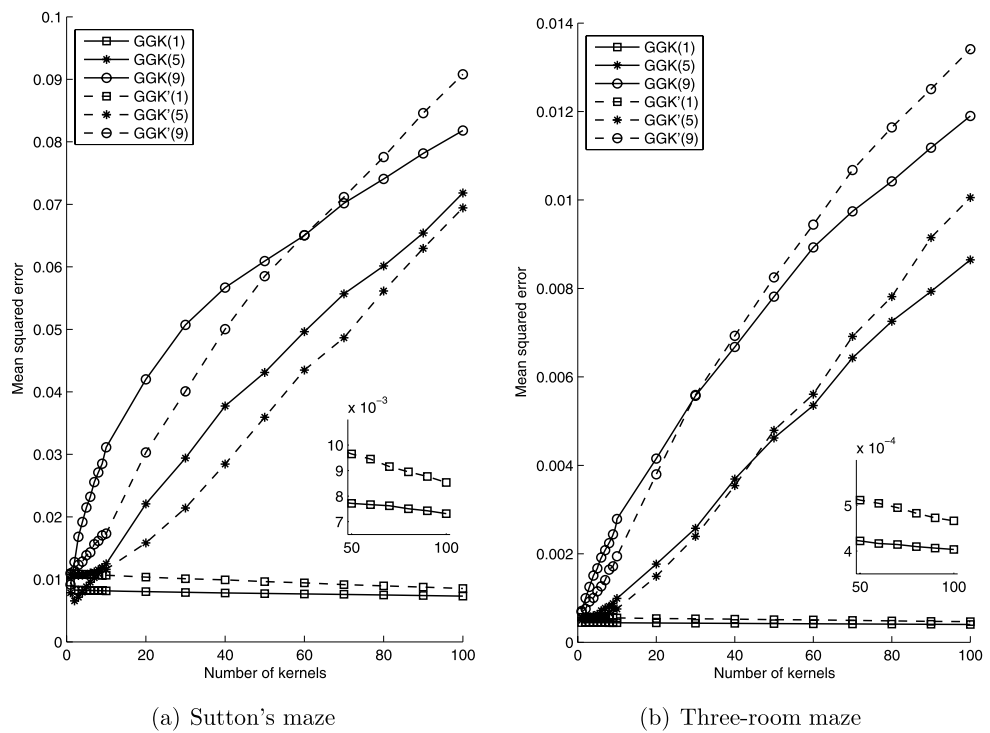 0.1
0.09
0.08
0.07
0.06
0.05
0.04
0.03
0.02
0.01
0
Mean squared error
GGK(1)
GGK(5)
GGK(9)
GGK'(1)
GGK'(5)
GGK'(9)
x 10⁻³
10
9
8
7
50 100
0 20 40 60 80 100
Number of kernels
(a) Sutton's maze
0.014
0.012
0.01
0.008
0.006
0.004
0.002
0
Mean squared error
GGK(1)
GGK(5)
GGK(9)
GGK'(1)
GGK'(5)
GGK'(9)
x 10⁻⁴
5
4
50 100
0 20 40 60 80 100
Number of kernels
(b) Three-room maze